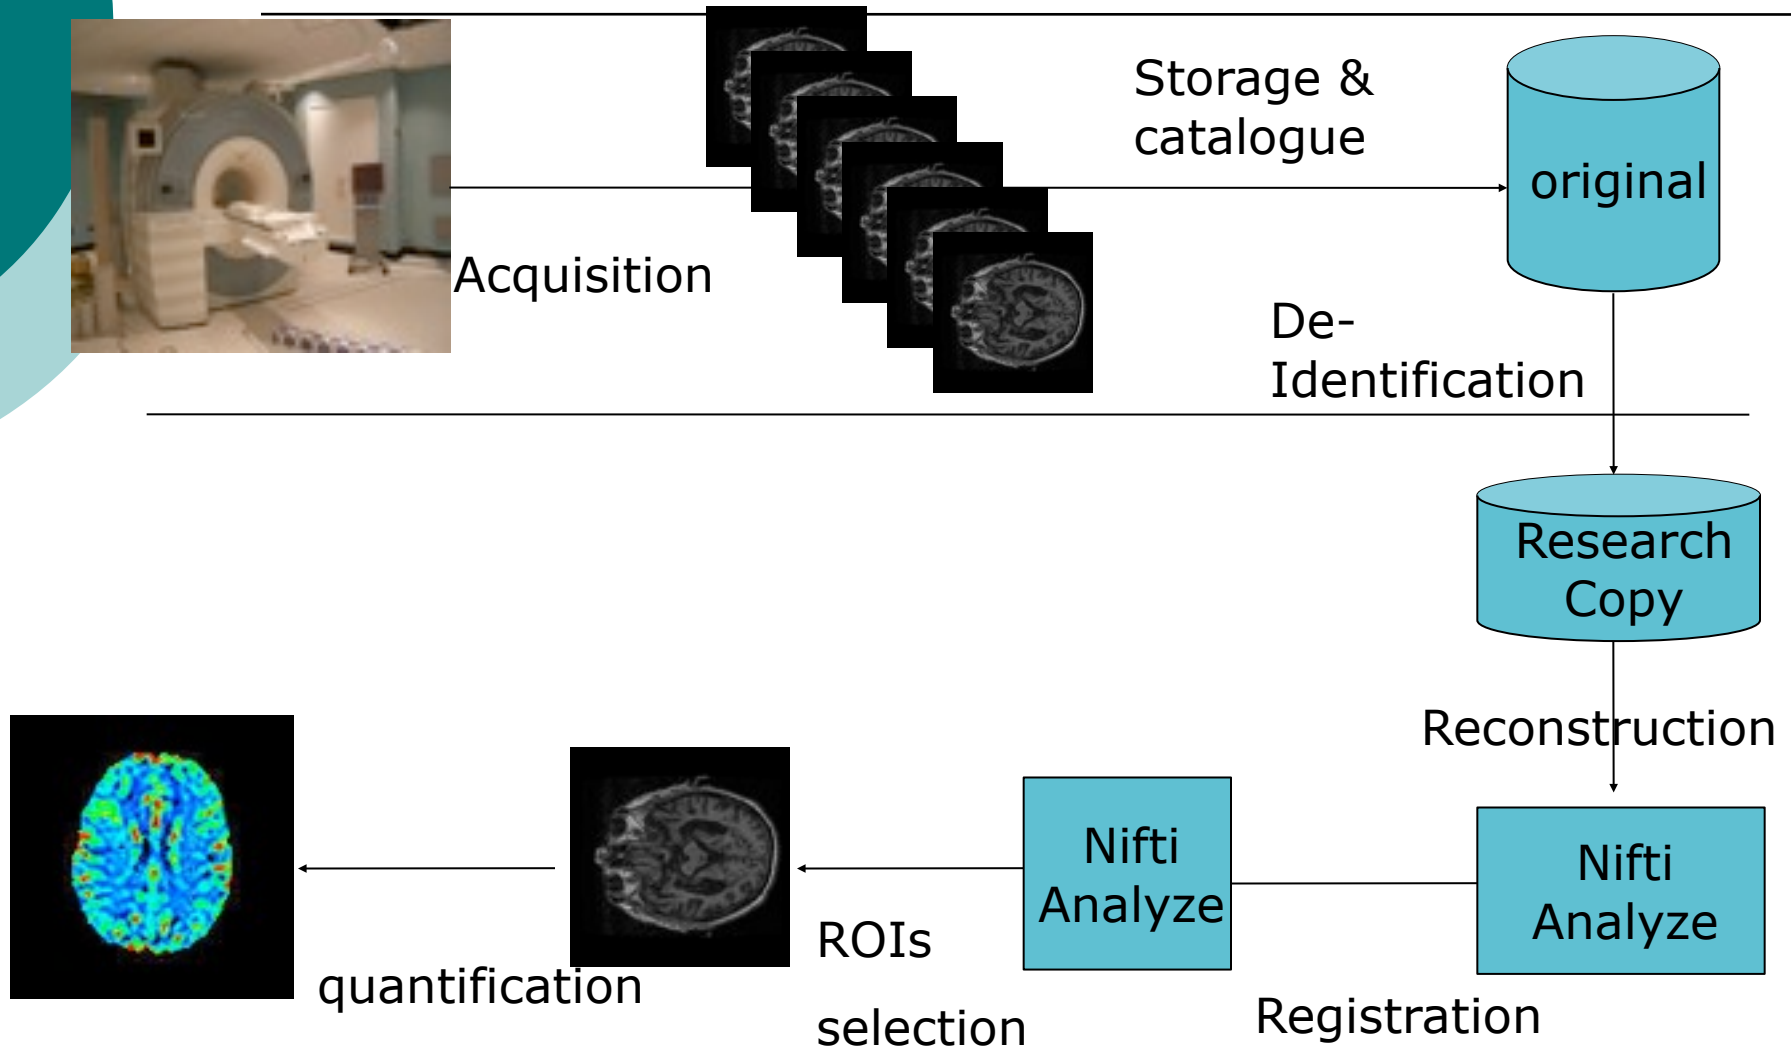 Storage &
catalogue
original
Acquisition
De-
Identification
Research
Copy
Reconstruction
Nifti
Analyze
Nifti
Analyze
Registration
ROIs
selection
quantification